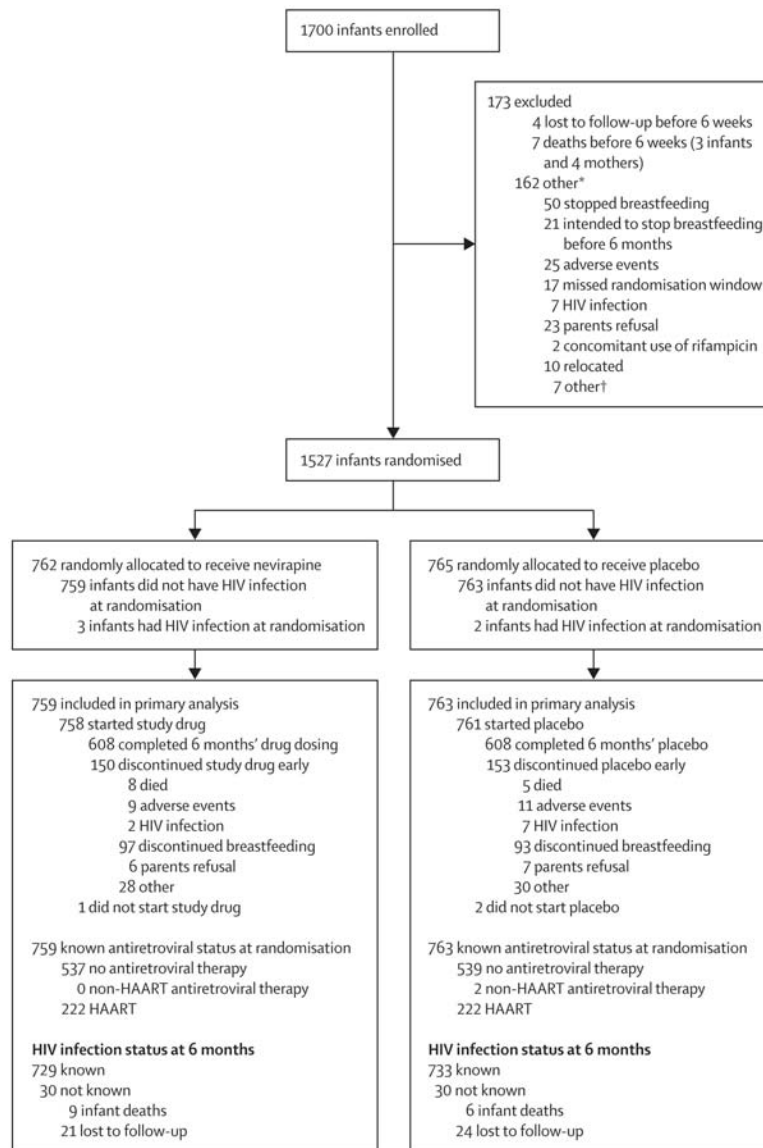 1700 infants enrolled
173 excluded
4 lost to follow-up before 6 weeks
7 deaths before 6 weeks (3 infants
and 4 mothers)
162 other*
50 stopped breastfeeding
21 intended to stop breastfeeding
before 6 months
25 adverse events
17 missed randomisation window
7 HIV infection
23 parents refusal
2 concomitant use of rifampicin
10 relocated
7 other†
1527 infants randomised
762 randomly allocated to receive nevirapine
759 infants did not have HIV infection
at randomisation
3 infants had HIV infection at randomisation
765 randomly allocated to receive placebo
763 infants did not have HIV infection
at randomisation
2 infants had HIV infection at randomisation
759 included in primary analysis
758 started study drug
608 completed 6 months' drug dosing
150 discontinued study drug early
8 died
9 adverse events
2 HIV infection
97 discontinued breastfeeding
6 parents refusal
28 other
1 did not start study drug
759 known antiretroviral status at randomisation
537 no antiretroviral therapy
0 non-HAART antiretroviral therapy
222 HAART
HIV infection status at 6 months
729 known
30 not known
9 infant deaths
21 lost to follow-up
763 included in primary analysis
761 started placebo
608 completed 6 months' placebo
153 discontinued placebo early
5 died
11 adverse events
7 HIV infection
93 discontinued breastfeeding
7 parents refusal
30 other
2 did not start placebo
763 known antiretroviral status at randomisation
539 no antiretroviral therapy
2 non-HAART antiretroviral therapy
222 HAART
HIV infection status at 6 months
733 known
30 not known
6 infant deaths
24 lost to follow-up